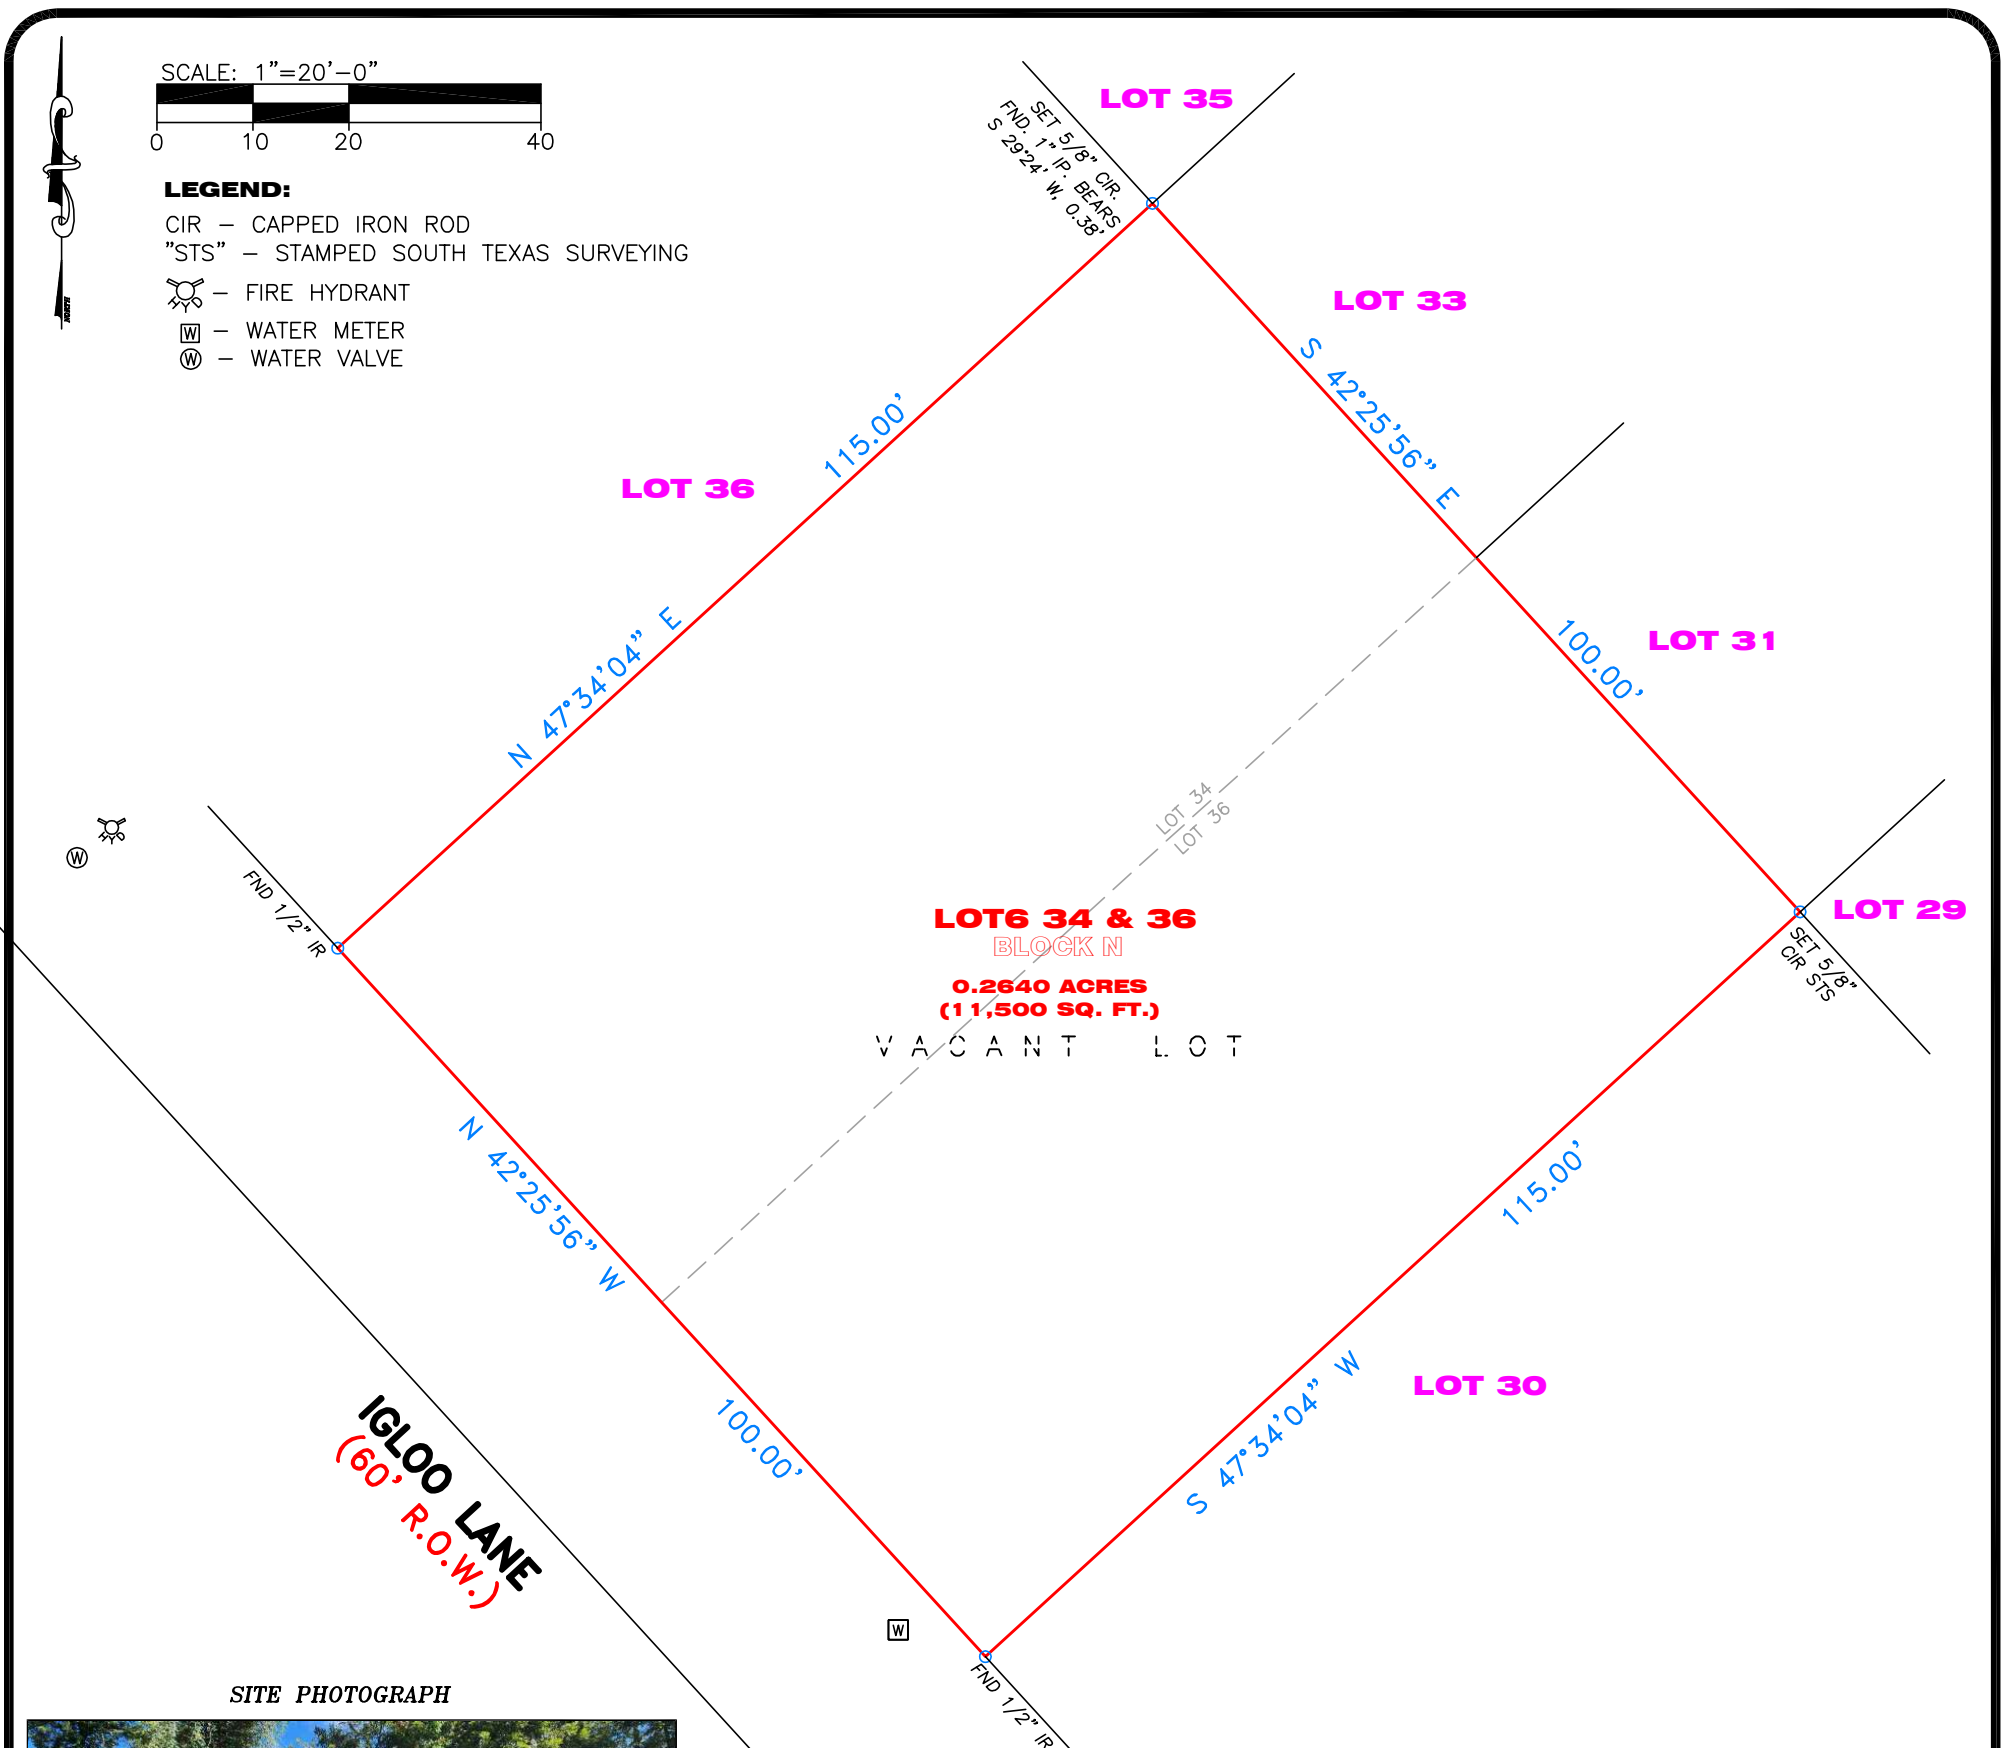 SCALE: 1"=20'-0"
0 10 20 40
NORTH
LEGEND:
CIR - CAPPED IRON ROD
"STS" - STAMPED SOUTH TEXAS SURVEYING
HYD - FIRE HYDRANT
W - WATER METER
W - WATER VALVE
LOT 35
SET 5/8" CIR.
FND. 1" IP. BEARS
S 29°24' W, 0.38'
LOT 33
S 42°25'56" E
115.00'
LOT 36
N 47°34'04" E
100.00'
LOT 31
LOT 34
LOT 36
HYD
W
FND 1/2" IR
LOT6 34 & 36
BLOCK N
0.2640 ACRES
(11,500 SQ. FT.)
VACANT LOT
LOT 29
SET 5/8"
CIR STS
N 42°25'56" W
115.00'
LOT 30
S 47°34'04" W
100.00'
IGLOO LANE
(60' R.O.W.)
W
FND 1/2" IR
SITE PHOTOGRAPH